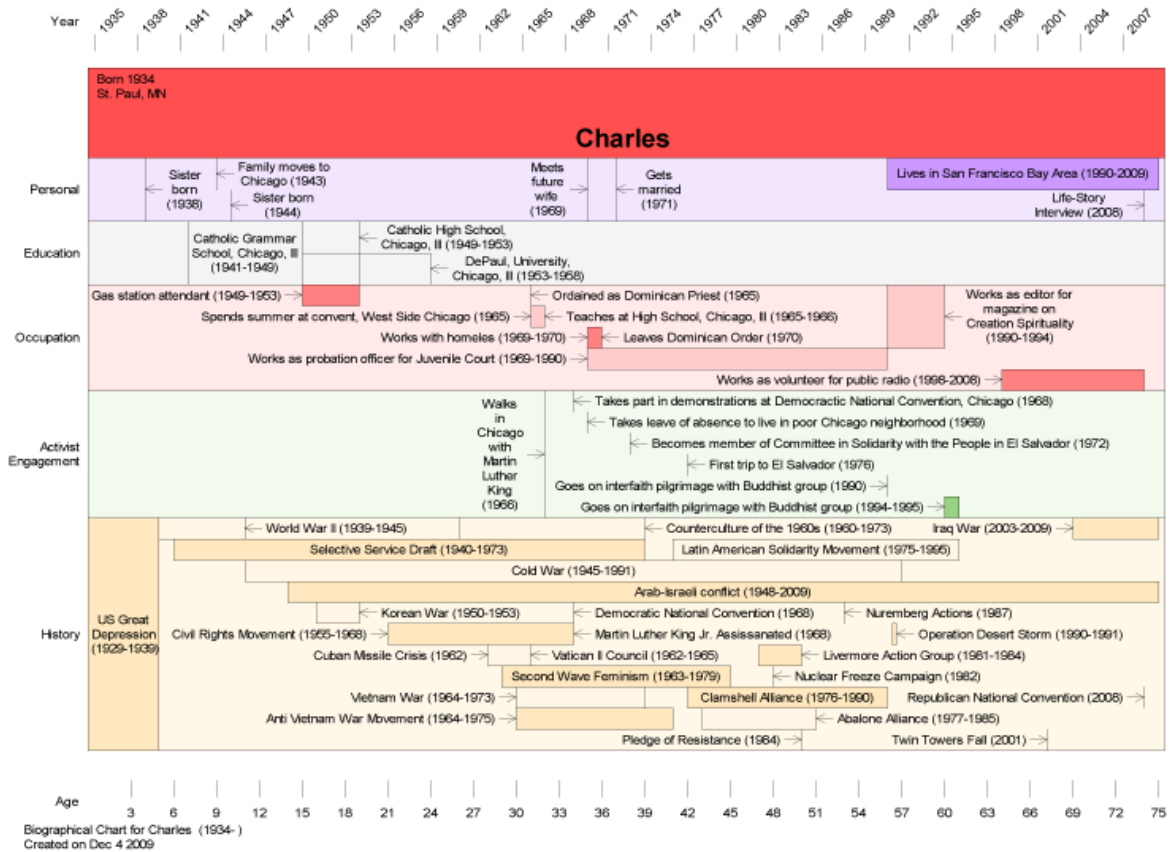 Year 1935 1938 1941 1944 1947 1950 1953 1956 1959 1962 1965 1968 1971 1974 1977 1980 1983 1986 1989 1992 1995 1998 2001 2004 2007
Born 1934
St. Paul, MN
Charles
Personal
Sister
born
(1938)
Family moves to
Chicago (1943)
Sister born
(1944)
Meets
future
wife
(1969)
Gets
married
(1971)
Lives in San Francisco Bay Area (1990-2009)
Life-Story
Interview (2008)
Education
Catholic Grammar
School, Chicago, Ill
(1941-1949)
Catholic High School,
Chicago, Ill (1949-1953)
DePaul, University,
Chicago, Ill (1953-1958)
Occupation
Gas station attendant (1949-1953)
Ordained as Dominican Priest (1965)
Spends summer at convent, West Side Chicago (1965)
Teaches at High School, Chicago, Ill (1965-1966)
Works with homeles (1969-1970)
Leaves Dominican Order (1970)
Works as probation officer for Juvenile Court (1969-1990)
Works as editor for
magazine on
Creation Spirituality
(1990-1994)
Works as volunteer for public radio (1998-2008)
Activist
Engagement
Walks
in
Chicago
with
Martin
Luther
King
(1966)
Takes part in demonstrations at Democractic National Convention, Chicago (1968)
Takes leave of absence to live in poor Chicago neighborhood (1969)
Becomes member of Committee in Solidarity with the People in El Salvador (1972)
First trip to El Salvador (1976)
Goes on interfaith pilgrimage with Buddhist group (1990)
Goes on interfaith pilgrimage with Buddhist group (1994-1995)
History
US Great
Depression
(1929-1939)
World War II (1939-1945)
Counterculture of the 1960s (1960-1973)
Iraq War (2003-2009)
Selective Service Draft (1940-1973)
Latin American Solidarity Movement (1975-1995)
Cold War (1945-1991)
Arab-Israeli conflict (1948-2009)
Korean War (1950-1953)
Democratic National Convention (1968)
Nuremberg Actions (1987)
Civil Rights Movement (1955-1968)
Martin Luther King Jr. Assissanated (1968)
Operation Desert Storm (1990-1991)
Cuban Missile Crisis (1962)
Vatican II Council (1962-1965)
Livermore Action Group (1981-1984)
Second Wave Feminism (1963-1979)
Nuclear Freeze Campaign (1982)
Vietnam War (1964-1973)
Clamshell Alliance (1976-1990)
Republican National Convention (2008)
Anti Vietnam War Movement (1964-1975)
Abalone Alliance (1977-1985)
Pledge of Resistance (1984)
Twin Towers Fall (2001)
Age 3 6 9 12 15 18 21 24 27 30 33 36 39 42 45 48 51 54 57 60 63 66 69 72 75
Biographical Chart for Charles (1934- )
Created on Dec 4 2009